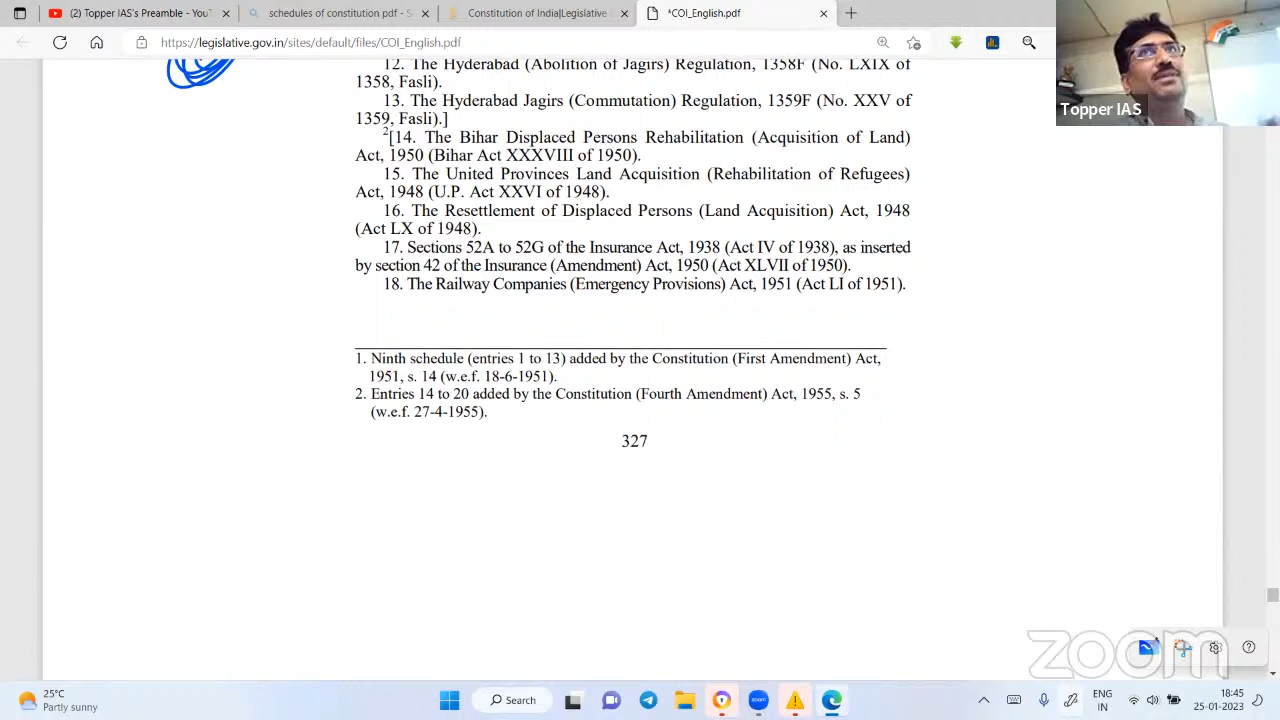 (2) Topper IAS's Preamble - YouT
schedules of constitution pdf - S
Constitution of India|Legislative
*COI_English.pdf
https://legislative.gov.in/sites/default/files/COI_English.pdf
Topper IAS
12. The Hyderabad (Abolition of Jagirs) Regulation, 1358F (No. LXIX of
1358, Fasli).
13. The Hyderabad Jagirs (Commutation) Regulation, 1359F (No. XXV of
1359, Fasli).]
2[14. The Bihar Displaced Persons Rehabilitation (Acquisition of Land)
Act, 1950 (Bihar Act XXXVIII of 1950).
15. The United Provinces Land Acquisition (Rehabilitation of Refugees)
Act, 1948 (U.P. Act XXVI of 1948).
16. The Resettlement of Displaced Persons (Land Acquisition) Act, 1948
(Act LX of 1948).
17. Sections 52A to 52G of the Insurance Act, 1938 (Act IV of 1938), as inserted
by section 42 of the Insurance (Amendment) Act, 1950 (Act XLVII of 1950).
18. The Railway Companies (Emergency Provisions) Act, 1951 (Act LI of 1951).
1. Ninth schedule (entries 1 to 13) added by the Constitution (First Amendment) Act,
1951, s. 14 (w.e.f. 18-6-1951).
2. Entries 14 to 20 added by the Constitution (Fourth Amendment) Act, 1955, s. 5
(w.e.f. 27-4-1955).
327
zoom
25°C
Partly sunny
Search
zoom
ENG
IN
18:45
25-01-2023